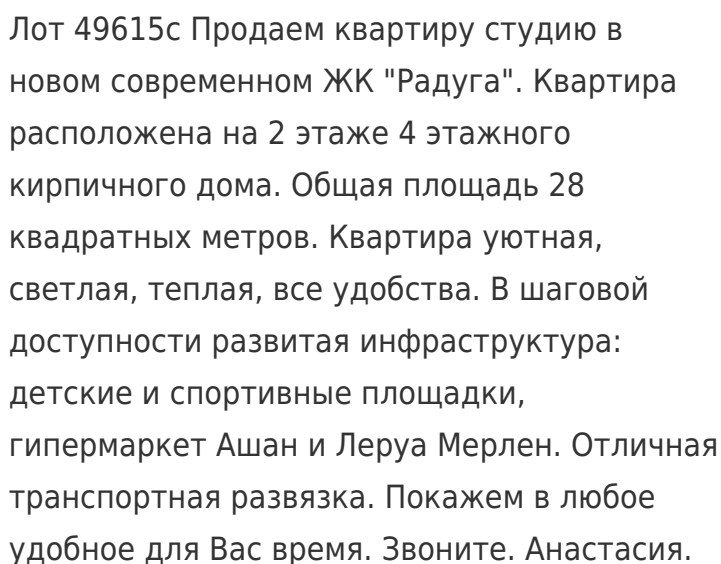 Лот 49615с Продаем квартиру студию в
новом современном ЖК "Радуга". Квартира
расположена на 2 этаже 4 этажного
кирпичного дома. Общая площадь 28
квадратных метров. Квартира уютная,
светлая, теплая, все удобства. В шаговой
доступности развитая инфраструктура:
детские и спортивные площадки,
гипермаркет Ашан и Леруа Мерлен. Отличная
транспортная развязка. Покажем в любое
удобное для Вас время. Звоните. Анастасия.